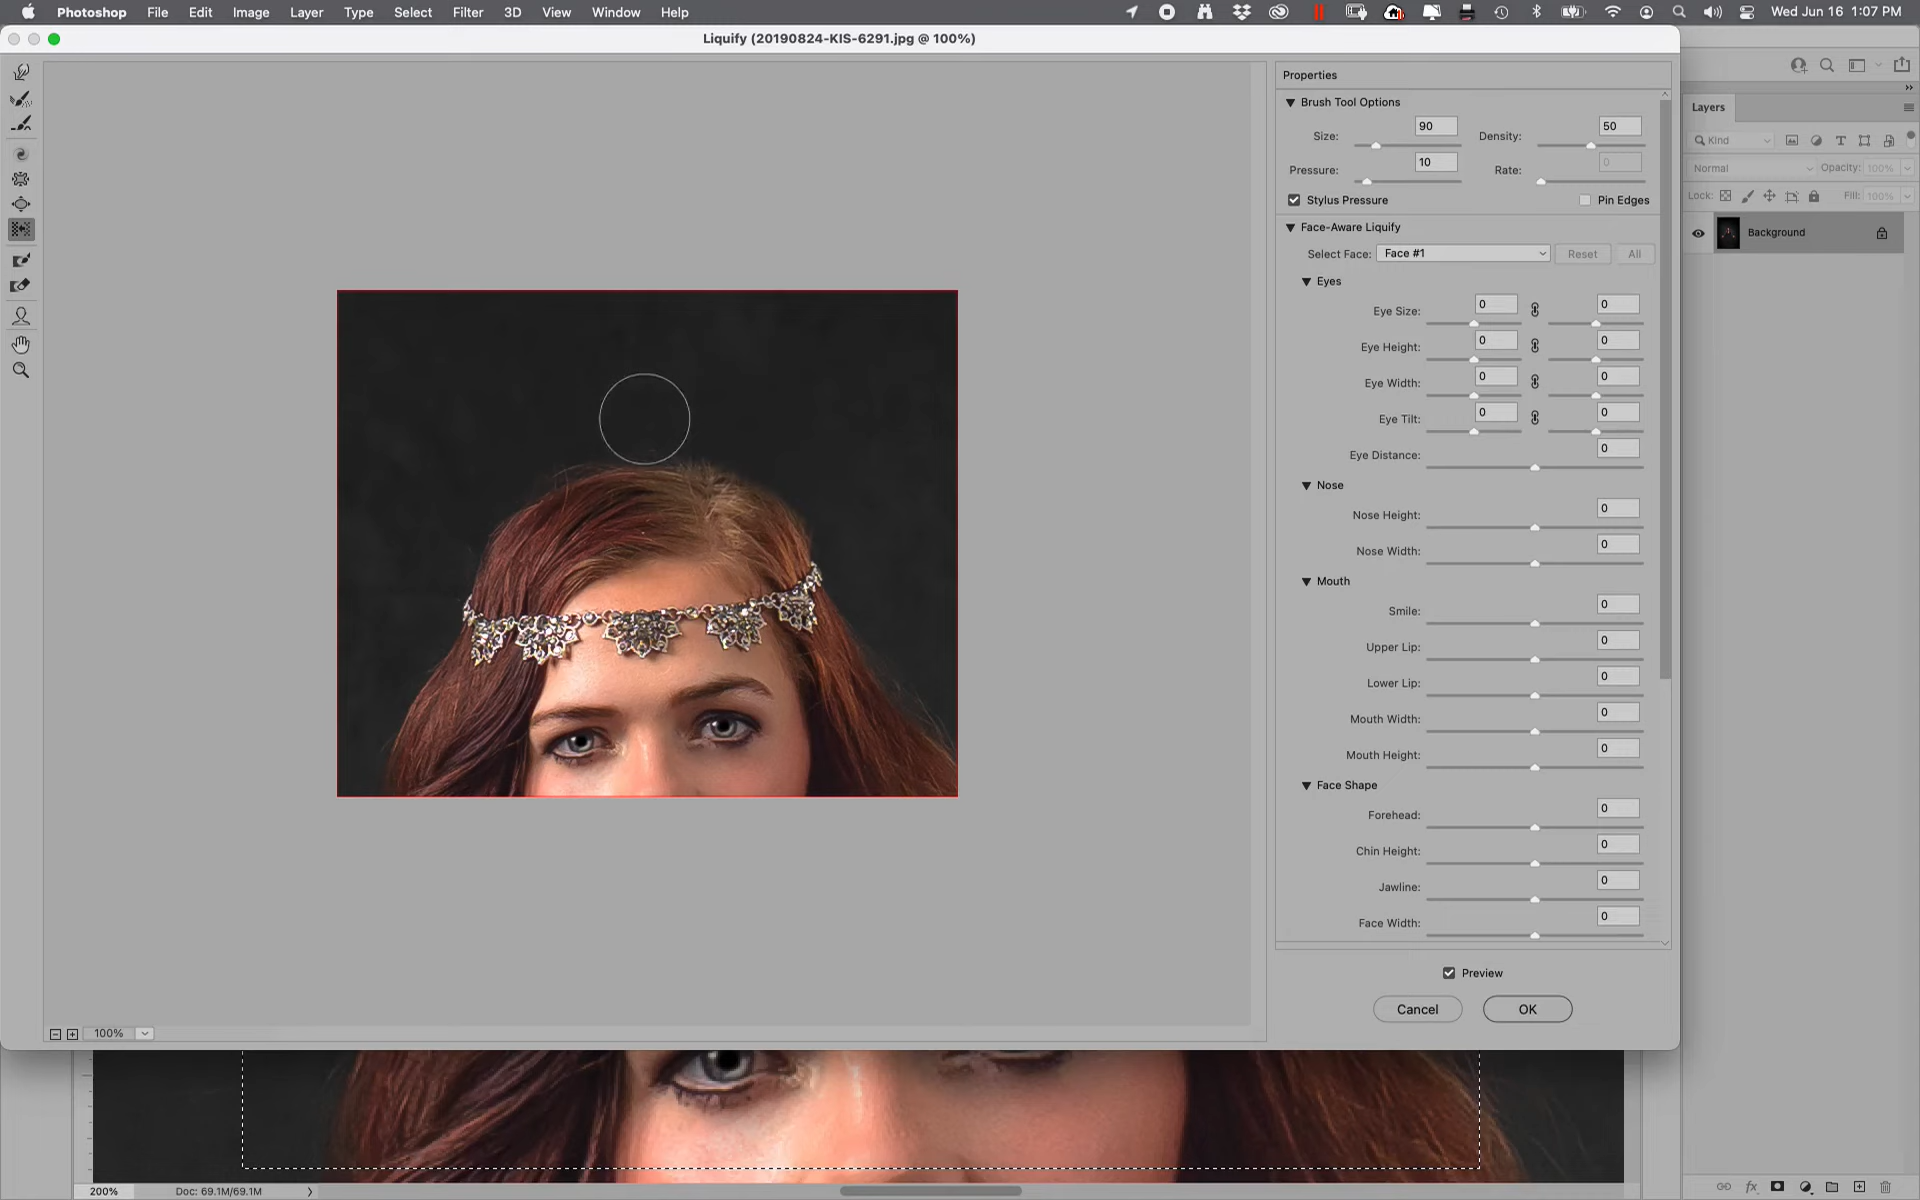 Photoshop File Edit Image Layer Type Select Filter 3D View Window Help Wed Jun 16 1:07 PM
Liquify (20190824-KIS-6291.jpg @ 100%)
Properties
Brush Tool Options
Size: 90 Density: 50
Pressure: 10 Rate: 0
Stylus Pressure Pin Edges
Face-Aware Liquify
Select Face: Face #1 Reset All
Eyes
Eye Size: 0 0
Eye Height: 0 0
Eye Width: 0 0
Eye Tilt: 0 0
Eye Distance: 0
Nose
Nose Height: 0
Nose Width: 0
Mouth
Smile: 0
Upper Lip: 0
Lower Lip: 0
Mouth Width: 0
Mouth Height: 0
Face Shape
Forehead: 0
Chin Height: 0
Jawline: 0
Face Width: 0
Preview
Cancel OK
100%
Layers
Kind
Normal Opacity: 100%
Lock: Fill: 100%
Background
200% Doc: 69.1M/69.1M
fx